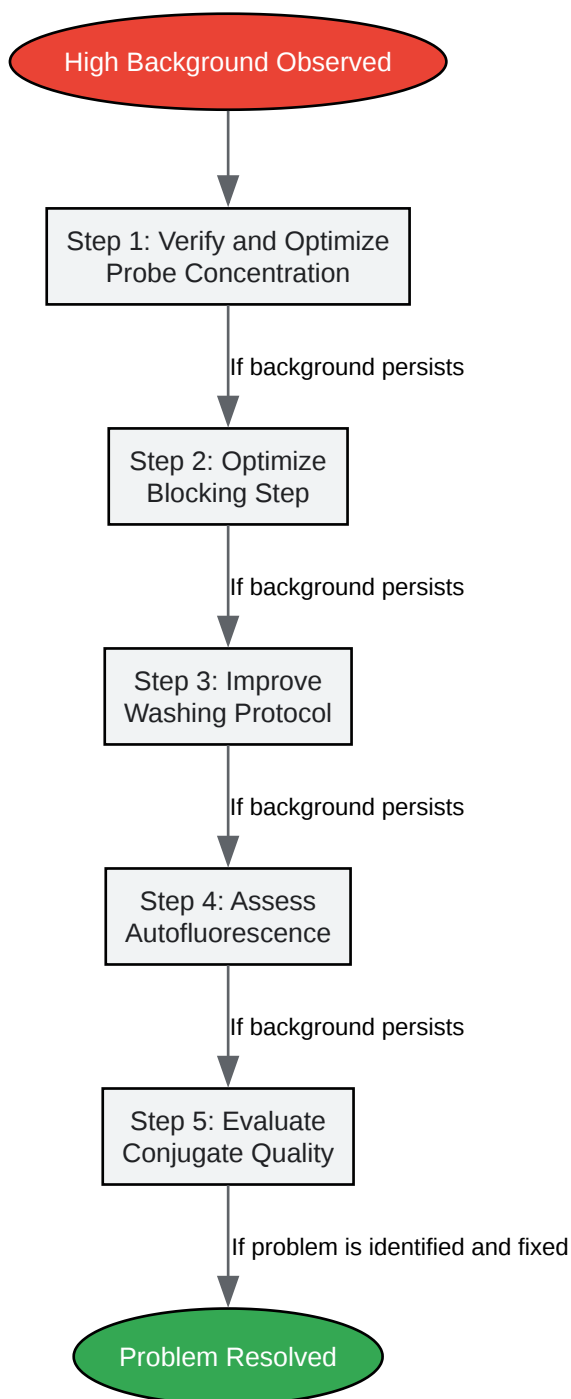 High Background Observed
Step 1: Verify and Optimize
Probe Concentration
If background persists
Step 2: Optimize
Blocking Step
If background persists
Step 3: Improve
Washing Protocol
If background persists
Step 4: Assess
Autofluorescence
If background persists
Step 5: Evaluate
Conjugate Quality
If problem is identified and fixed
Problem Resolved